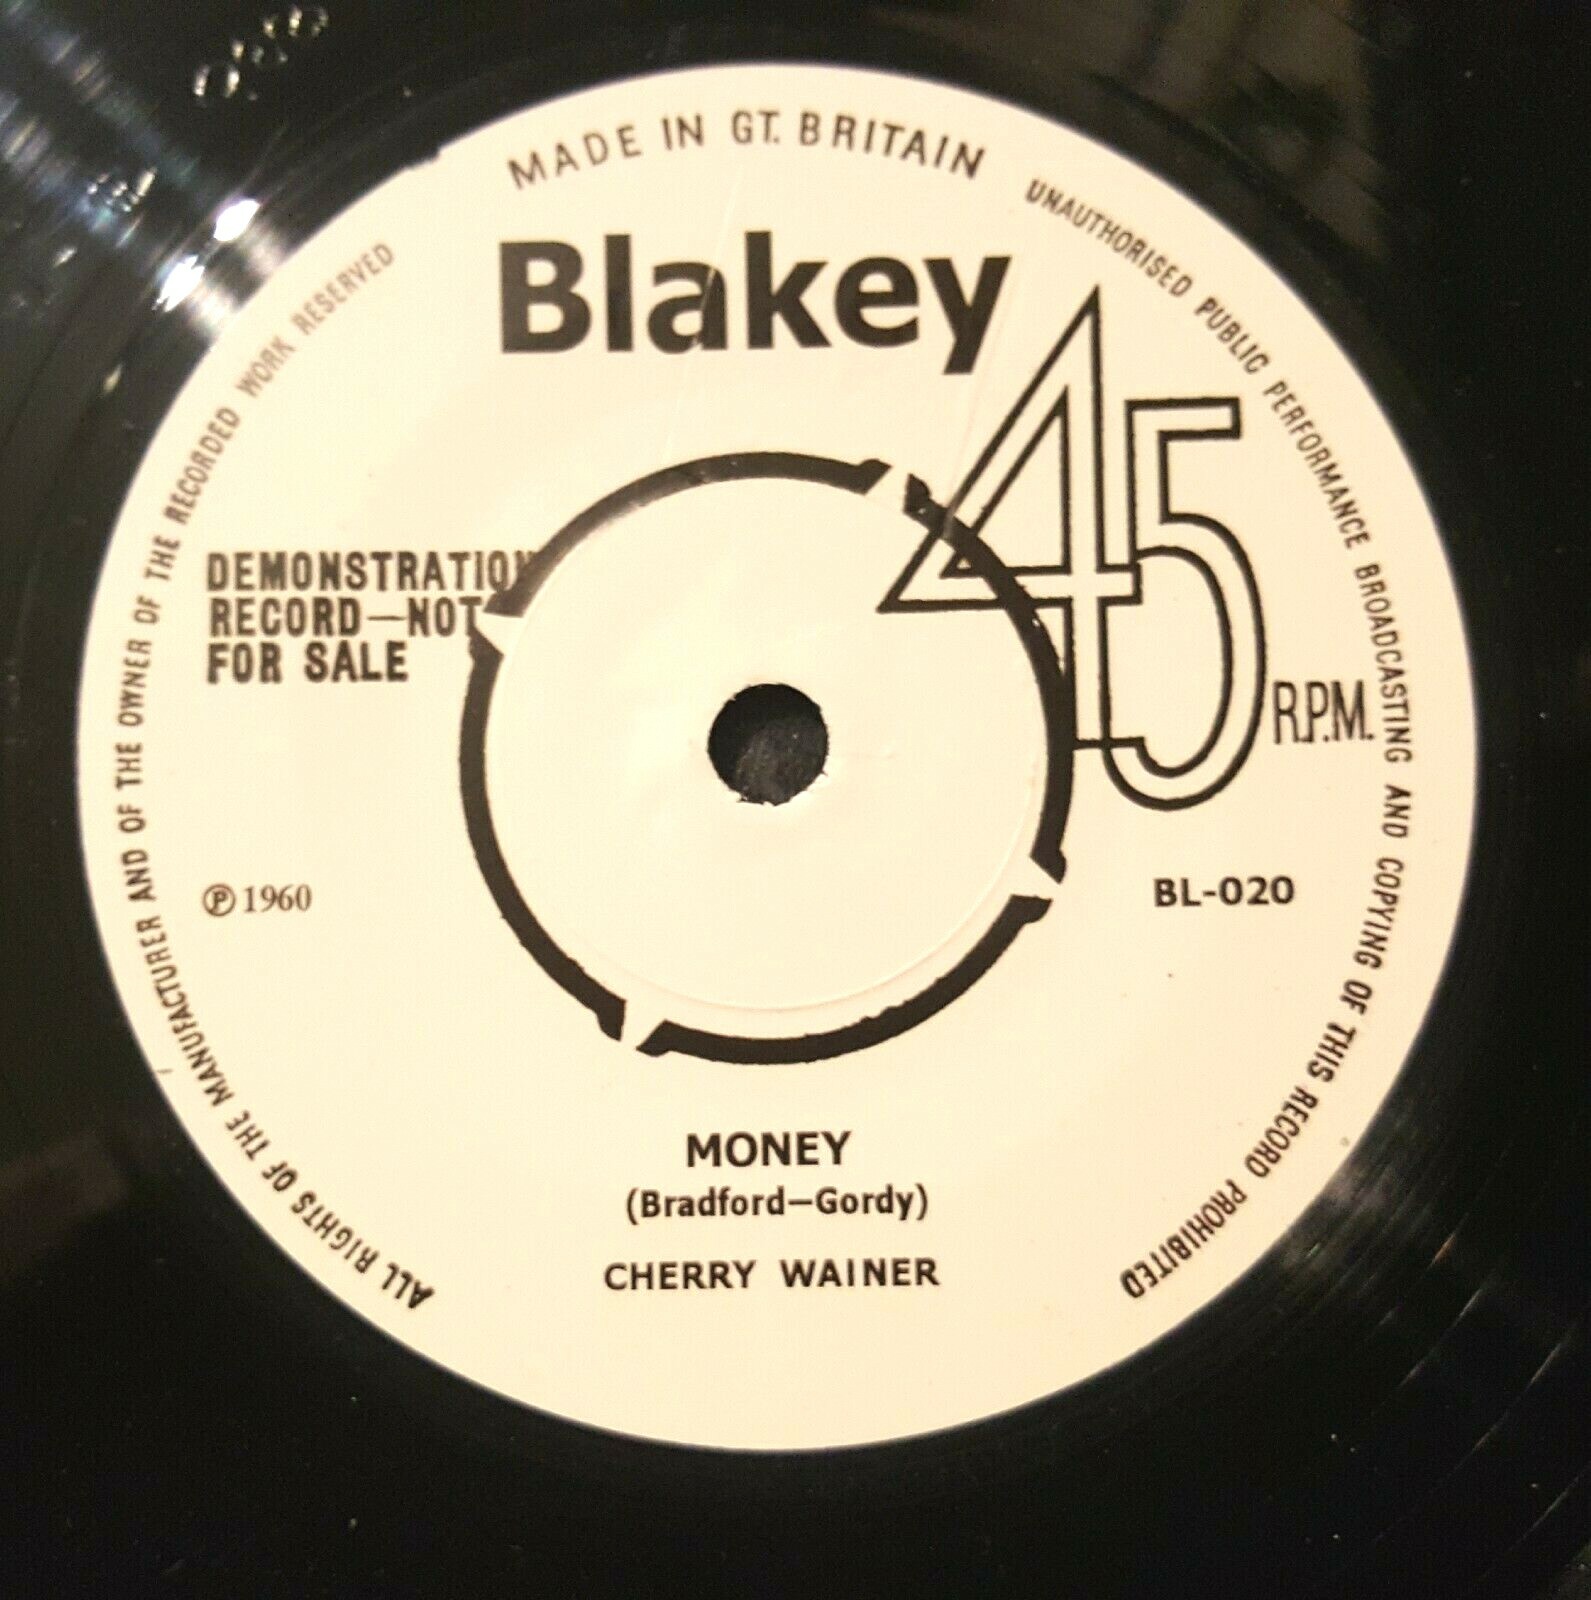 MADE IN GT. BRITAIN
UNAUTHORISED PUBLIC PERFORMANCE BROADCASTING AND COPYING OF THIS RECORD PROHIBITED
ALL RIGHTS OF THE MANUFACTURER AND OF THE OWNER OF THE RECORDED WORK RESERVED
Blakey
45
R.P.M.
DEMONSTRATION
RECORD—NOT
FOR SALE
℗ 1960
BL-020
MONEY
(Bradford—Gordy)
CHERRY WAINER